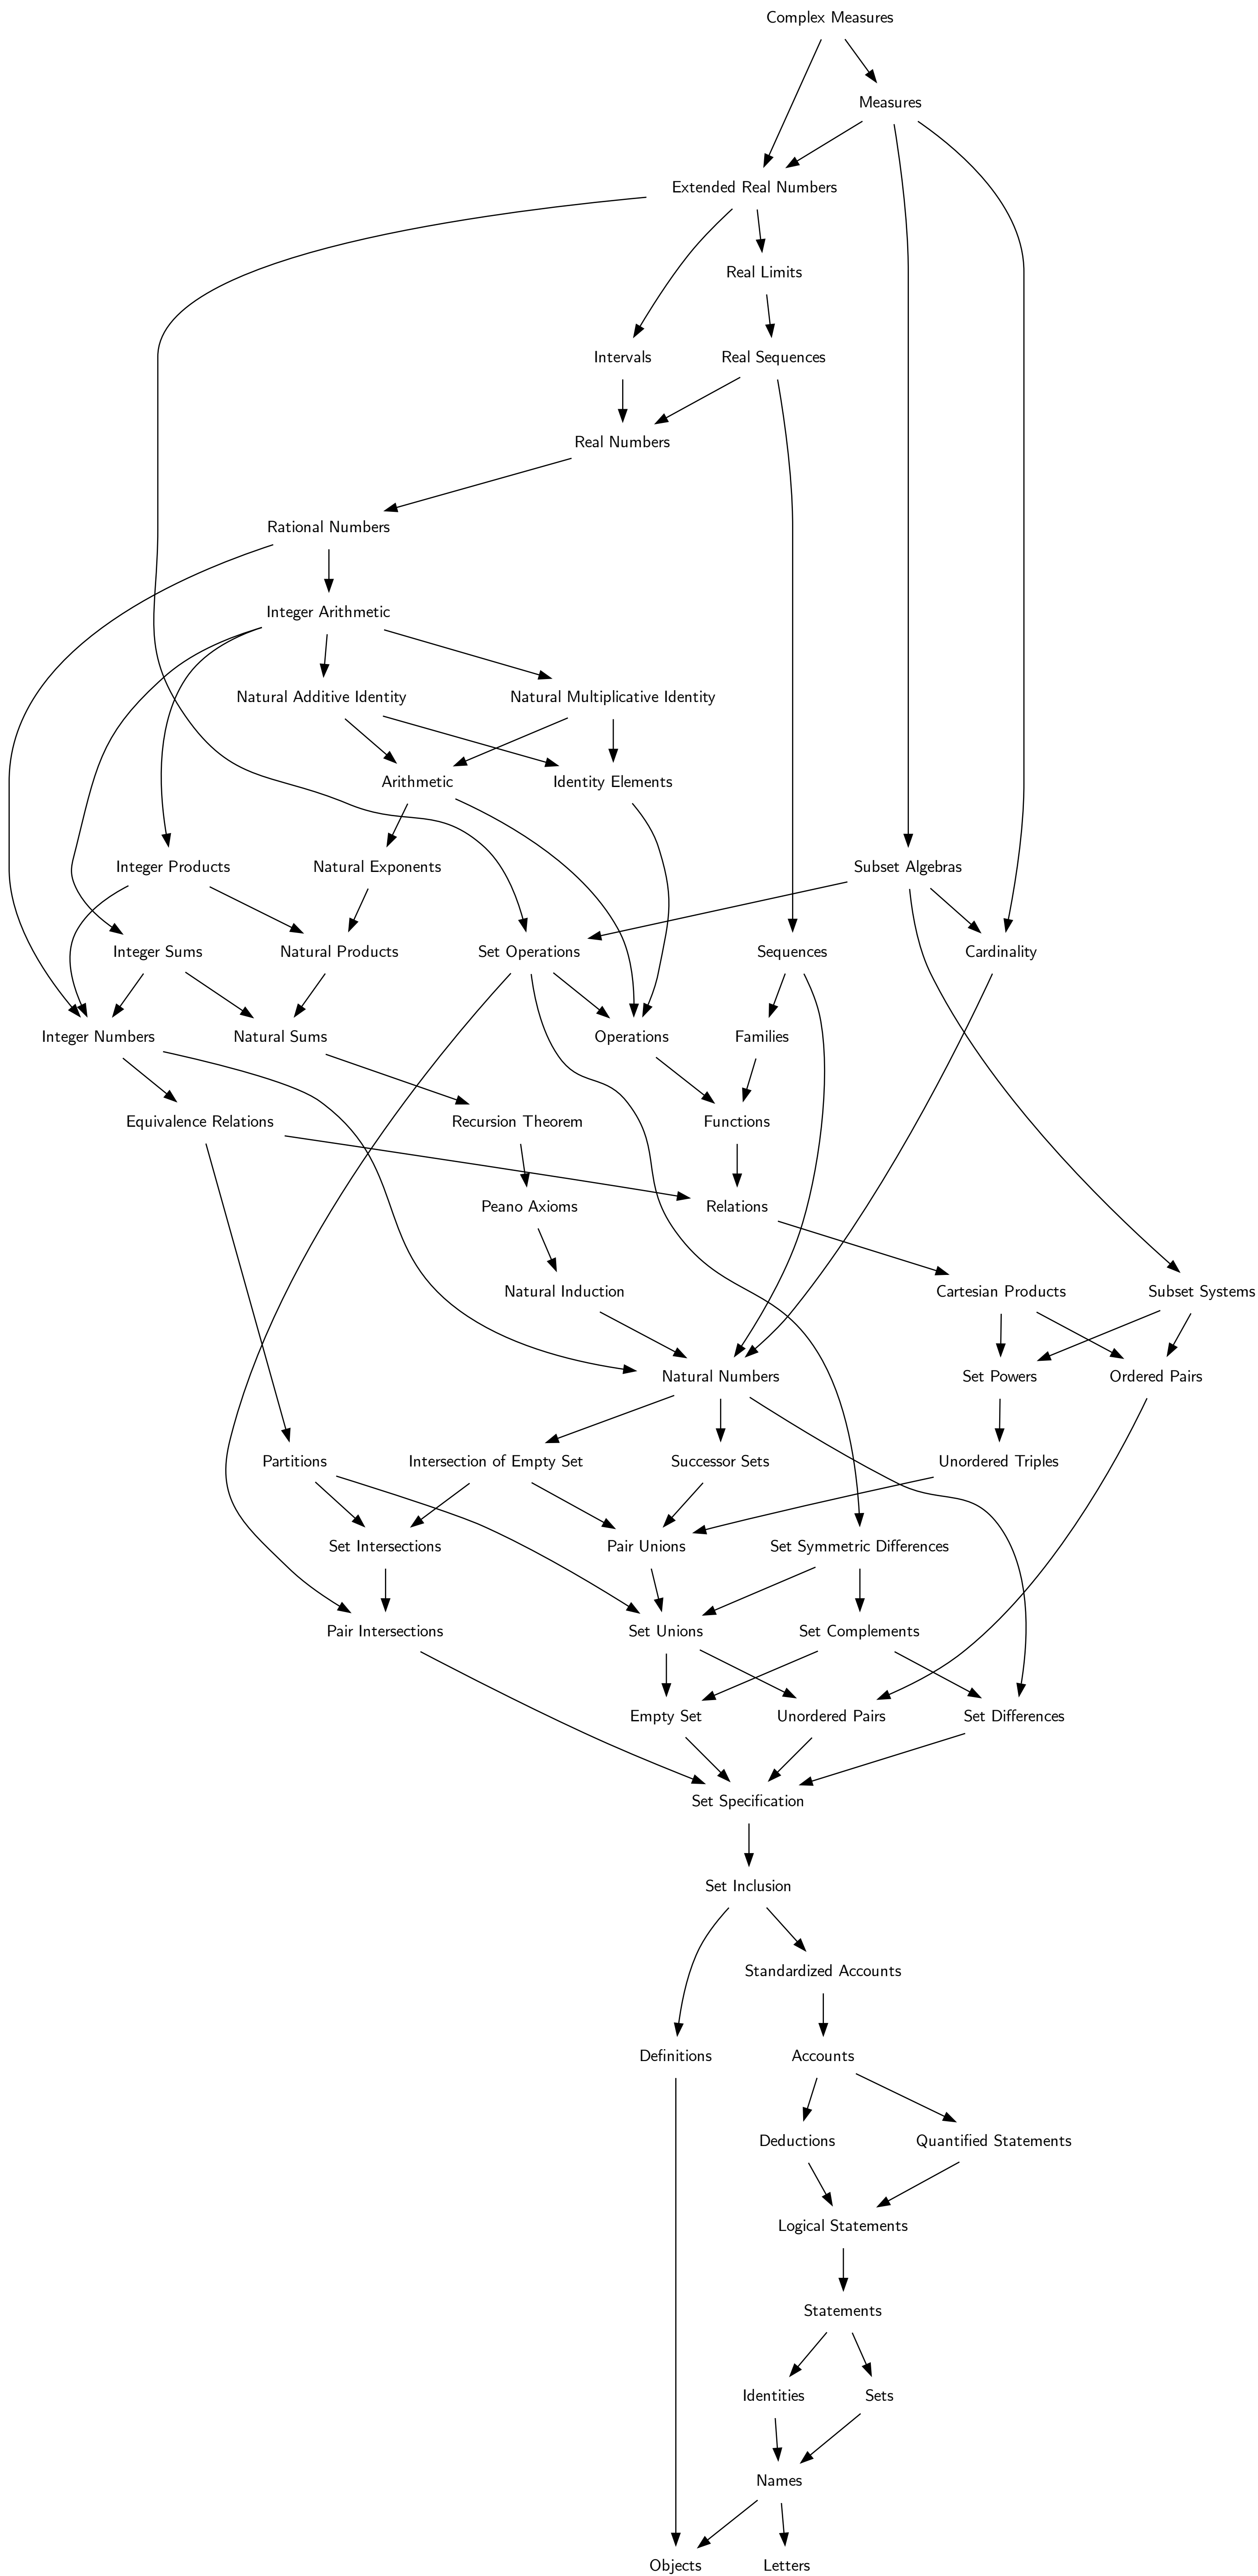 Complex Measures
Measures
Extended Real Numbers
Real Limits
Intervals
Real Sequences
Real Numbers
Rational Numbers
Integer Arithmetic
Natural Additive Identity
Natural Multiplicative Identity
Arithmetic
Identity Elements
Integer Products
Natural Exponents
Subset Algebras
Integer Sums
Natural Products
Set Operations
Sequences
Cardinality
Integer Numbers
Natural Sums
Operations
Families
Equivalence Relations
Recursion Theorem
Functions
Peano Axioms
Relations
Natural Induction
Cartesian Products
Subset Systems
Natural Numbers
Set Powers
Ordered Pairs
Partitions
Intersection of Empty Set
Successor Sets
Unordered Triples
Set Intersections
Pair Unions
Set Symmetric Differences
Pair Intersections
Set Unions
Set Complements
Empty Set
Unordered Pairs
Set Differences
Set Specification
Set Inclusion
Standardized Accounts
Definitions
Accounts
Deductions
Quantified Statements
Logical Statements
Statements
Identities
Sets
Names
Objects
Letters